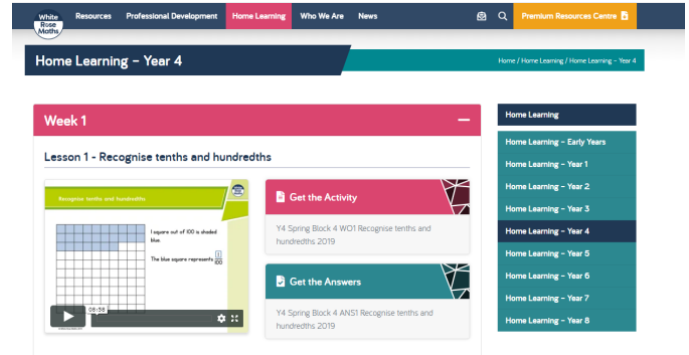 White Rose Maths
Resources
Professional Development
Home Learning
Who We Are
News
Premium Resources Centre
Home Learning – Year 4
Home / Home Learning / Home Learning – Year 4
Week 1
Lesson 1 - Recognise tenths and hundredths
Recognise tenths and hundredths
1 square out of 100 is shaded
blue.
The blue square represents 1/100
08:58
Get the Activity
Y4 Spring Block 4 WO1 Recognise tenths and
hundredths 2019
Get the Answers
Y4 Spring Block 4 ANS1 Recognise tenths and
hundredths 2019
Home Learning
Home Learning – Early Years
Home Learning – Year 1
Home Learning – Year 2
Home Learning – Year 3
Home Learning – Year 4
Home Learning – Year 5
Home Learning – Year 6
Home Learning – Year 7
Home Learning – Year 8